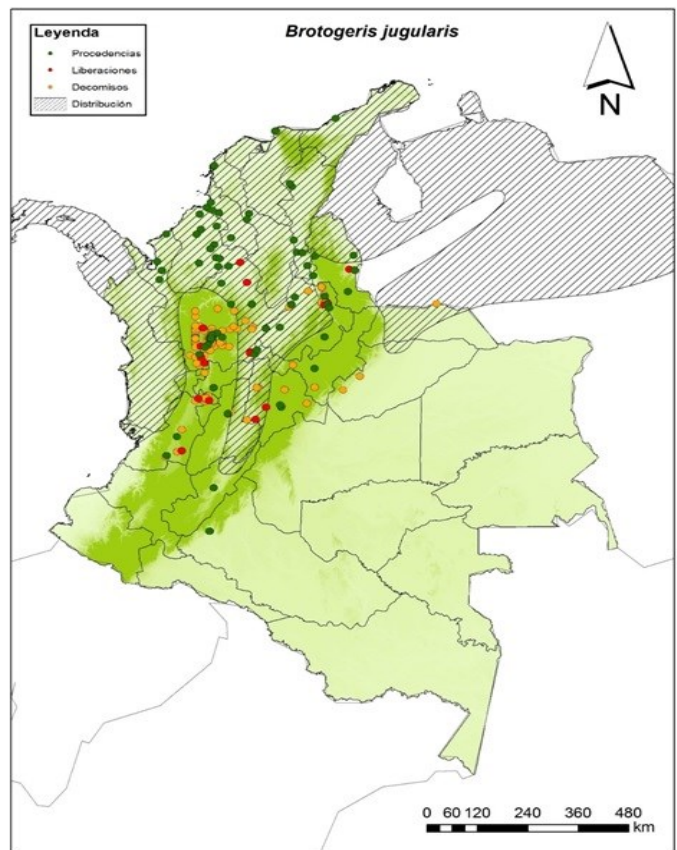 Brotogeris jugularis
Leyenda
Procedencias
Liberaciones
Decomisos
Distribución
N
0 60 120 240 360 480
km